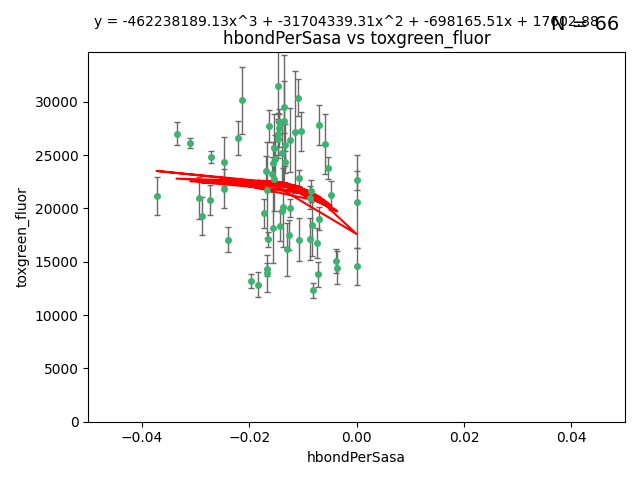 y = -462238189.13x^3 + -31704339.31x^2 + -698165.51x + 17602.88
N = 66
hbondPerSasa vs toxgreen_fluor
30000
25000
20000
15000
10000
5000
0
toxgreen_fluor
−0.04 −0.02 0.00 0.02 0.04
hbondPerSasa